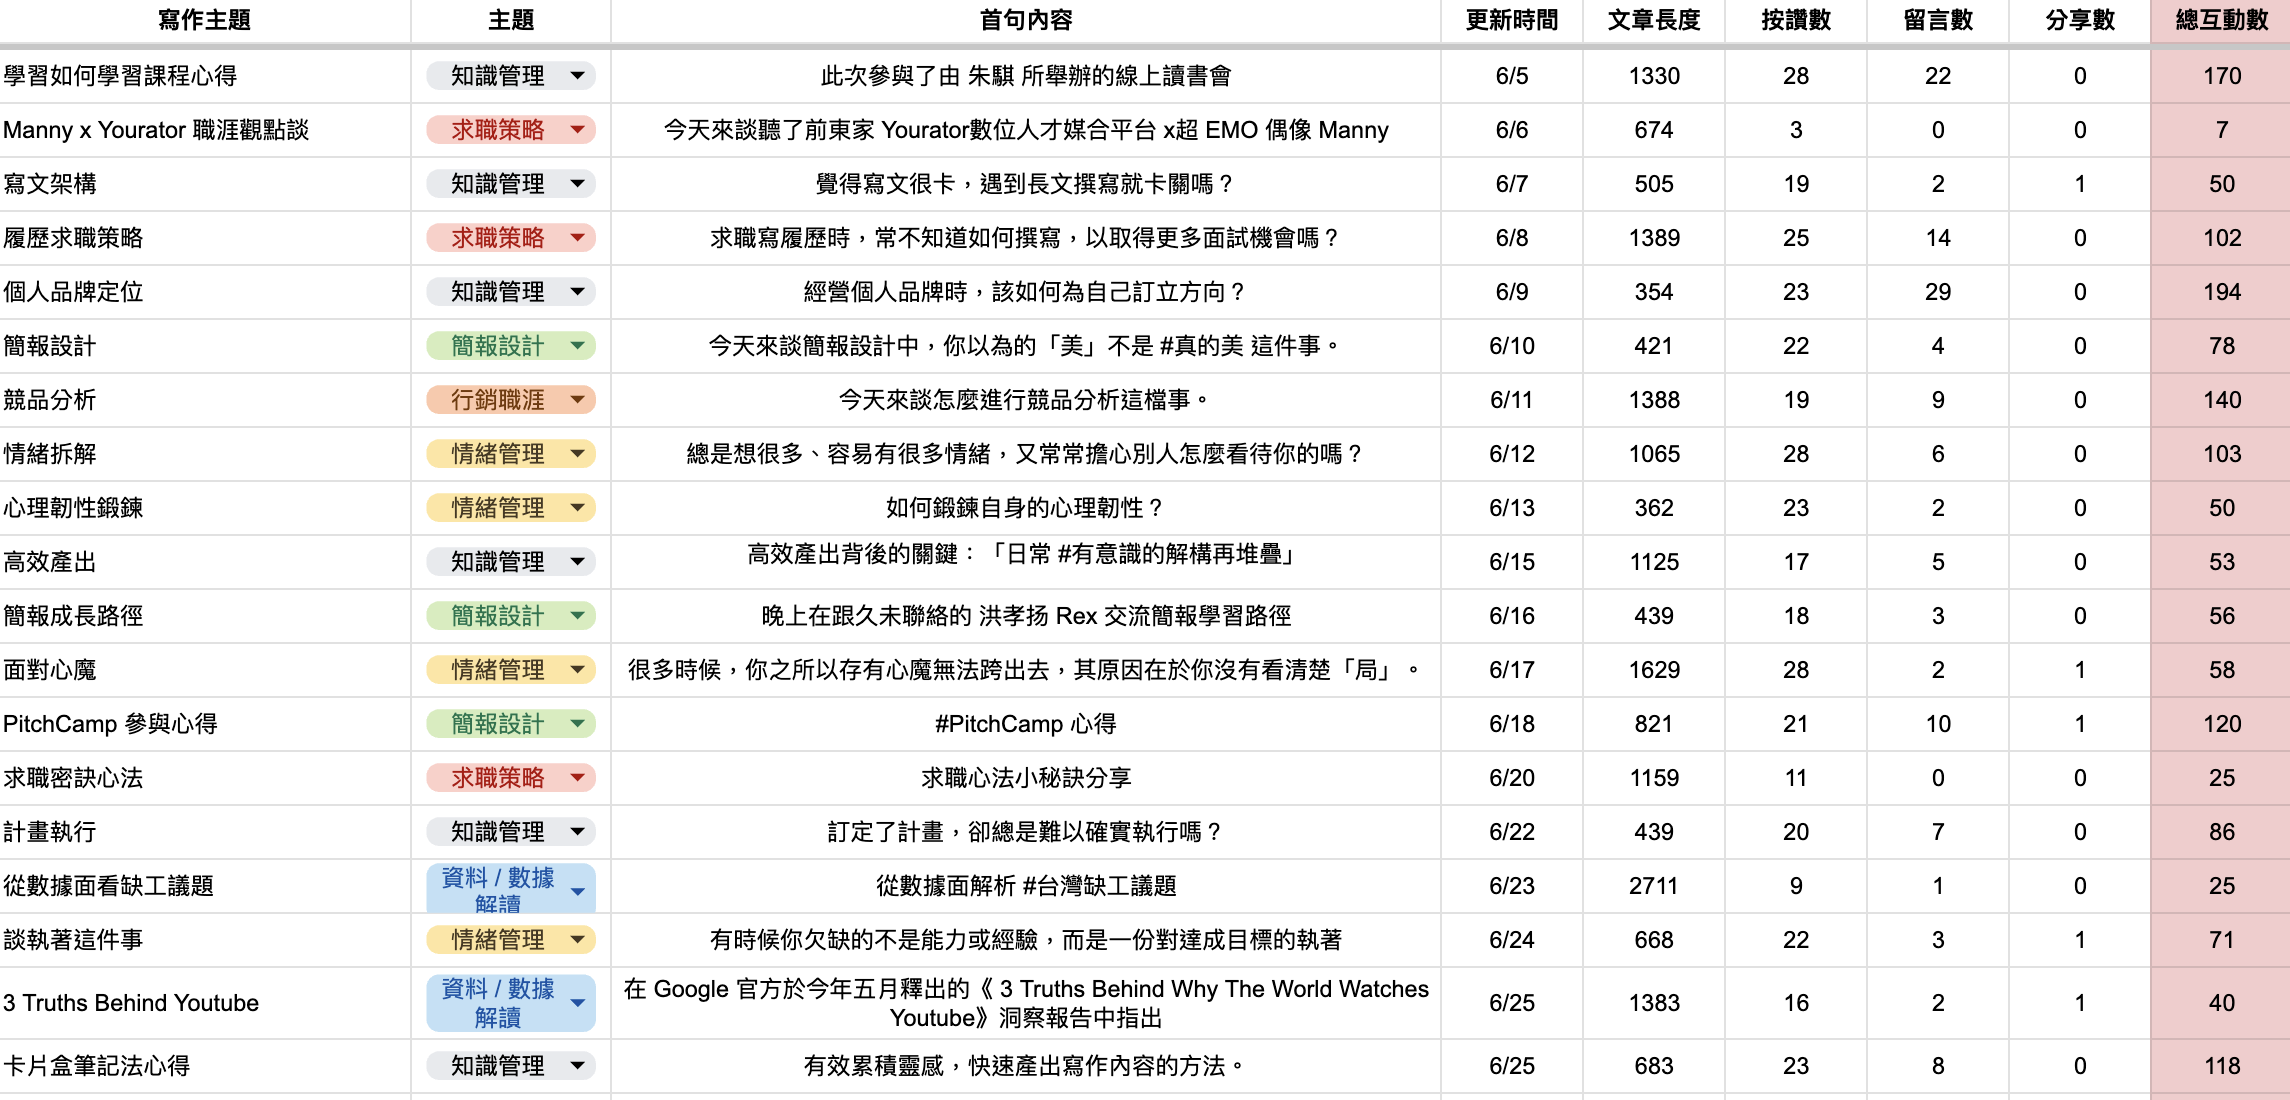 寫作主題 主題 首句內容 更新時間 文章長度 按讚數 留言數 分享數 總互動數
學習如何學習課程心得 知識管理 此次參與了由 朱騏 所舉辦的線上讀書會 6/5 1330 28 22 0 170
Manny x Yourator 職涯觀點談 求職策略 今天來談聽了前東家 Yourator數位人才媒合平台 x超 EMO 偶像 Manny 6/6 674 3 0 0 7
寫文架構 知識管理 覺得寫文很卡，遇到長文撰寫就卡關嗎？ 6/7 505 19 2 1 50
履歷求職策略 求職策略 求職寫履歷時，常不知道如何撰寫，以取得更多面試機會嗎？ 6/8 1389 25 14 0 102
個人品牌定位 知識管理 經營個人品牌時，該如何為自己訂立方向？ 6/9 354 23 29 0 194
簡報設計 簡報設計 今天來談簡報設計中，你以為的「美」不是 #真的美 這件事。 6/10 421 22 4 0 78
競品分析 行銷職涯 今天來談怎麼進行競品分析這檔事。 6/11 1388 19 9 0 140
情緒拆解 情緒管理 總是想很多、容易有很多情緒，又常常擔心別人怎麼看待你的嗎？ 6/12 1065 28 6 0 103
心理韌性鍛鍊 情緒管理 如何鍛鍊自身的心理韌性？ 6/13 362 23 2 0 50
高效產出 知識管理 高效產出背後的關鍵：「日常 #有意識的解構再堆疊」 6/15 1125 17 5 0 53
簡報成長路徑 簡報設計 晚上在跟久未聯絡的 洪孝扬 Rex 交流簡報學習路徑 6/16 439 18 3 0 56
面對心魔 情緒管理 很多時候，你之所以存有心魔無法跨出去，其原因在於你沒有看清楚「局」。 6/17 1629 28 2 1 58
PitchCamp 參與心得 簡報設計 #PitchCamp 心得 6/18 821 21 10 1 120
求職密訣心法 求職策略 求職心法小秘訣分享 6/20 1159 11 0 0 25
計畫執行 知識管理 訂定了計畫，卻總是難以確實執行嗎？ 6/22 439 20 7 0 86
從數據面看缺工議題 資料 / 數據 從數據面解析 #台灣缺工議題 6/23 2711 9 1 0 25
解讀
談執著這件事 情緒管理 有時候你欠缺的不是能力或經驗，而是一份對達成目標的執著 6/24 668 22 3 1 71
3 Truths Behind Youtube 資料 / 數據 在 Google 官方於今年五月釋出的《 3 Truths Behind Why The World Watches 6/25 1383 16 2 1 40
解讀 Youtube》洞察報告中指出
卡片盒筆記法心得 知識管理 有效累積靈感，快速產出寫作內容的方法。 6/25 683 23 8 0 118